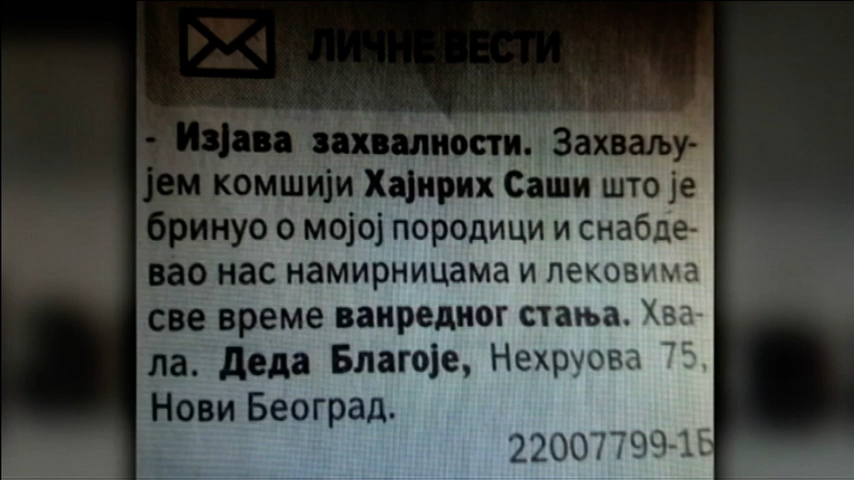 ЛИЧНЕ ВЕСТИ
- Изјава захвалности. Захваљу-
јем комшији Хајнрих Саши што је
бринуо о мојој породици и снабде-
вао нас намирницама и лековима
све време ванредног стања. Хва-
ла. Деда Благоје, Нехруова 75,
Нови Београд.
22007799-1Б